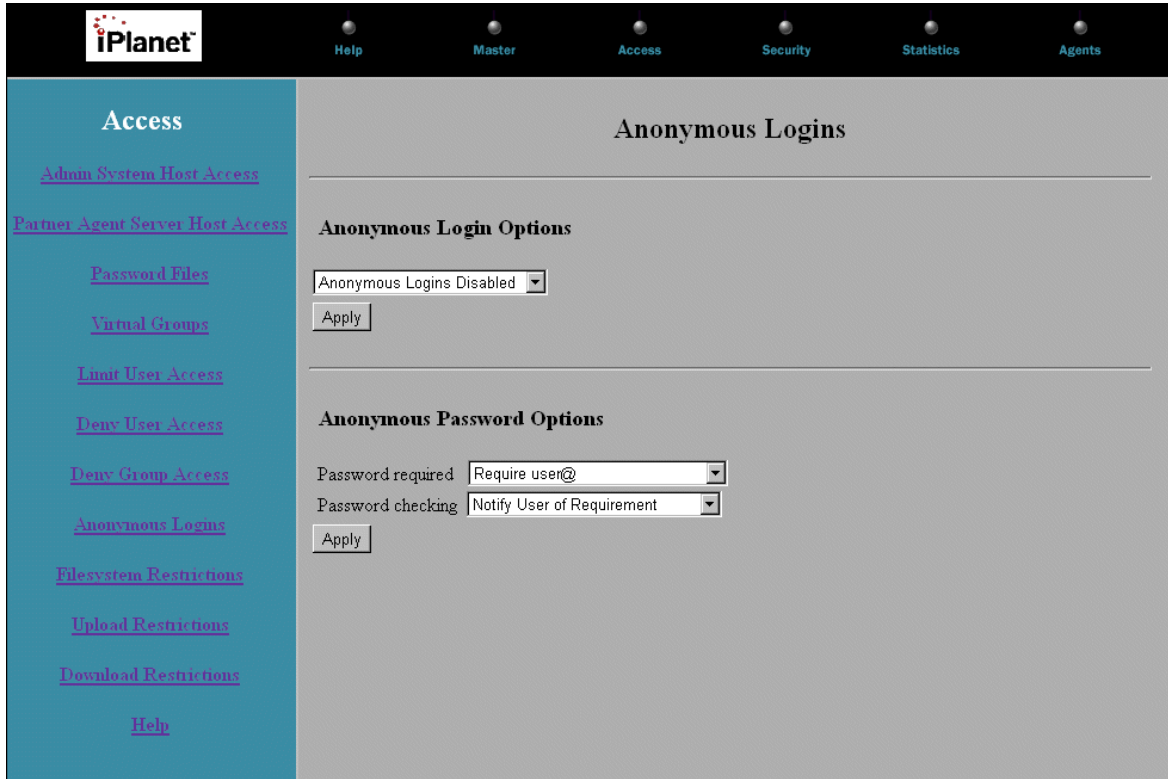 iPlanet™
Help
Master
Access
Security
Statistics
Agents
Access
Admin System Host Access
Partner Agent Server Host Access
Password Files
Virtual Groups
Limit User Access
Deny User Access
Deny Group Access
Anonymous Logins
Filesystem Restrictions
Upload Restrictions
Download Restrictions
Help
Anonymous Logins
Anonymous Login Options
Anonymous Logins Disabled
Apply
Anonymous Password Options
Password required Require user@
Password checking Notify User of Requirement
Apply